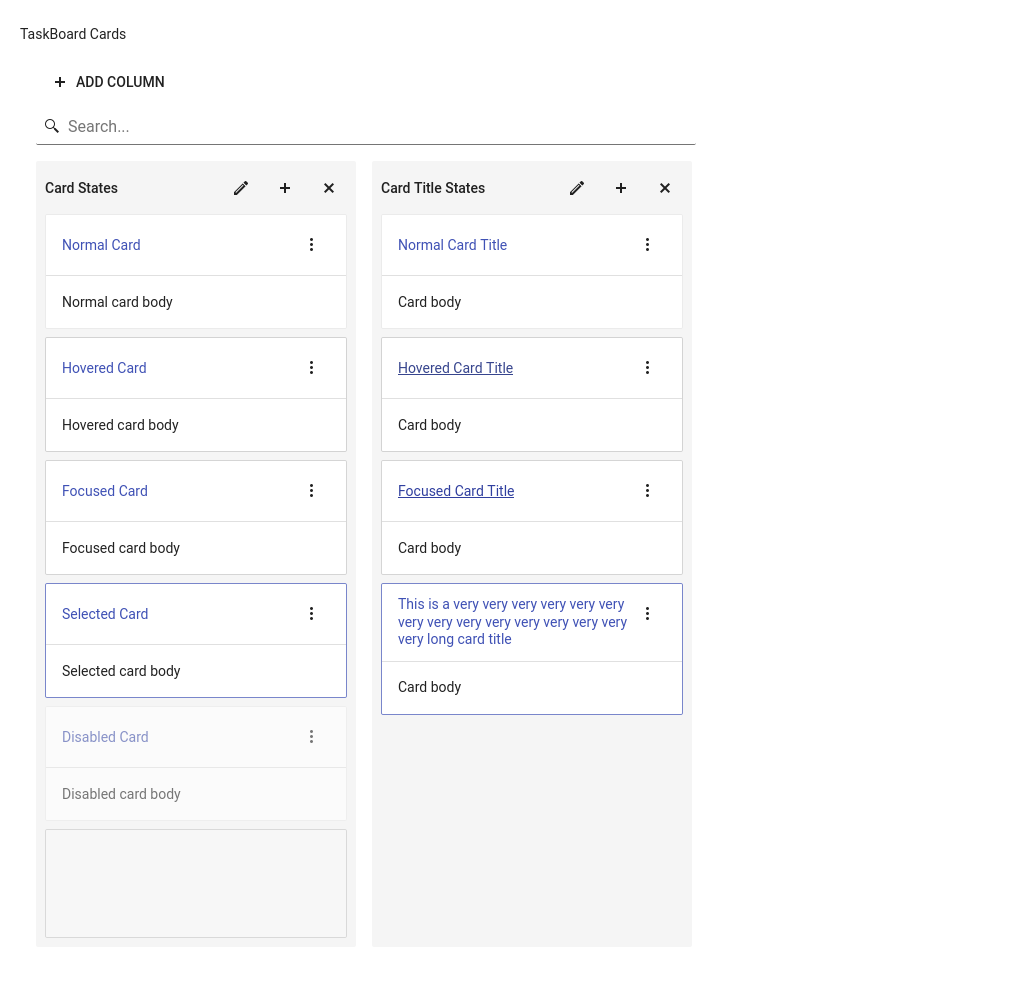 TaskBoard Cards
ADD COLUMN
Search...
Card States
Normal Card
Normal card body
Hovered Card
Hovered card body
Focused Card
Focused card body
Selected Card
Selected card body
Disabled Card
Disabled card body
Card Title States
Normal Card Title
Card body
Hovered Card Title
Card body
Focused Card Title
Card body
This is a very very very very very very
very very very very very very very very
very long card title
Card body